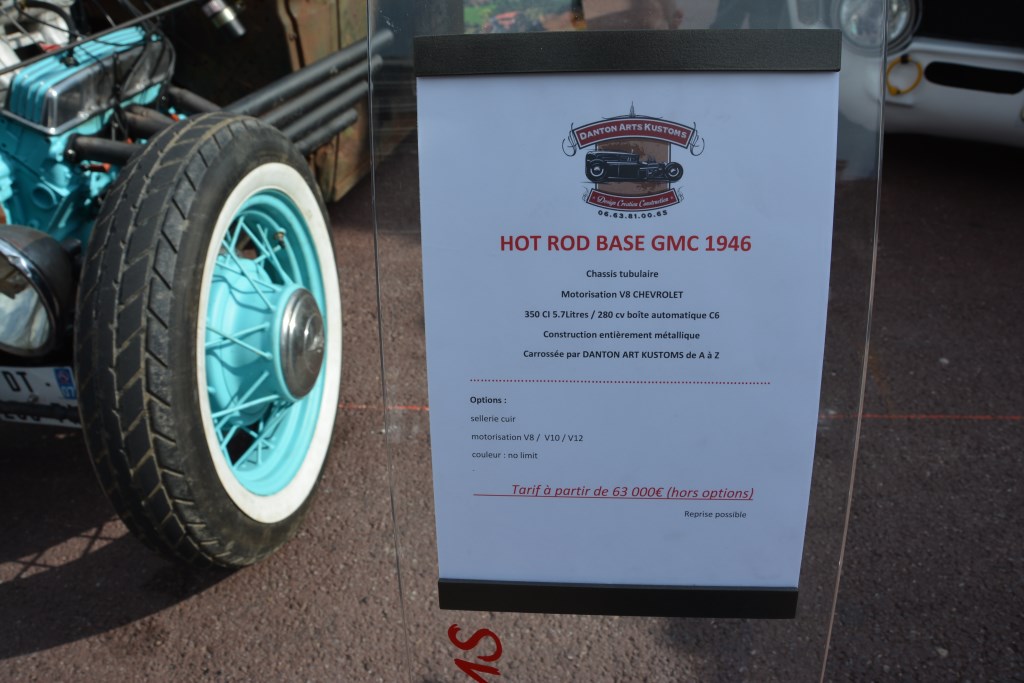 DANTON ARTS KUSTOMS
Design Creation Construction
06.63.81.00.65
HOT ROD BASE GMC 1946
Chassis tubulaire
Motorisation V8 CHEVROLET
350 CI 5.7Litres / 280 cv boîte automatique C6
Construction entièrement métallique
Carrossée par DANTON ART KUSTOMS de A à Z
Options :
sellerie cuir
motorisation V8 / V10 / V12
couleur : no limit
Tarif à partir de 63 000€ (hors options)
Reprise possible
DT
MS